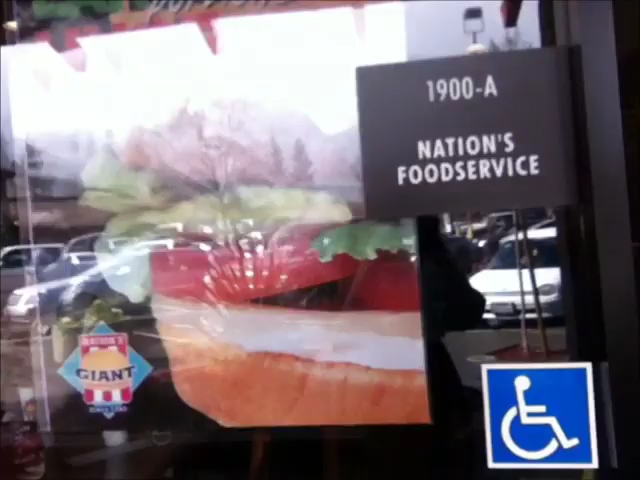 1900-A
NATION'S
FOODSERVICE
NATION'S
GIANT